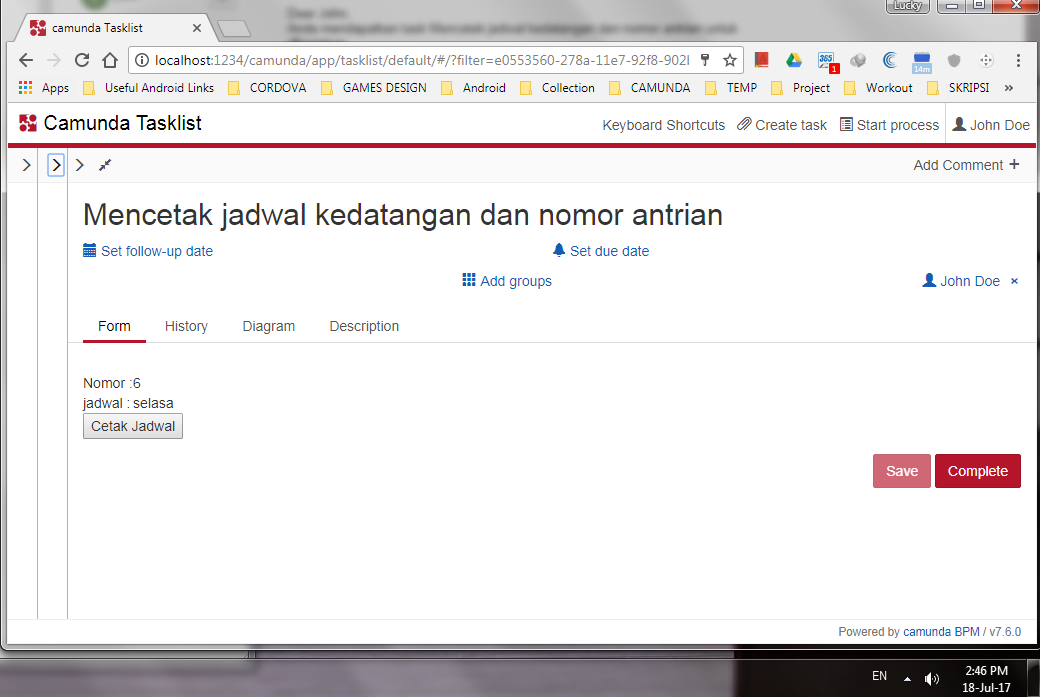 Lucky
camunda Tasklist
localhost:1234/camunda/app/tasklist/default/#/?filter=e0553560-278a-11e7-92f8-902l
365
1
14m
Apps Useful Android Links CORDOVA GAMES DESIGN Android Collection CAMUNDA TEMP Project Workout SKRIPSI »
Camunda Tasklist
Keyboard Shortcuts Create task Start process John Doe
Add Comment +
Mencetak jadwal kedatangan dan nomor antrian
Set follow-up date Set due date
Add groups John Doe ×
Form History Diagram Description
Nomor :6
jadwal : selasa
Cetak Jadwal
Save Complete
Powered by camunda BPM / v7.6.0
EN 2:46 PM
18-Jul-17